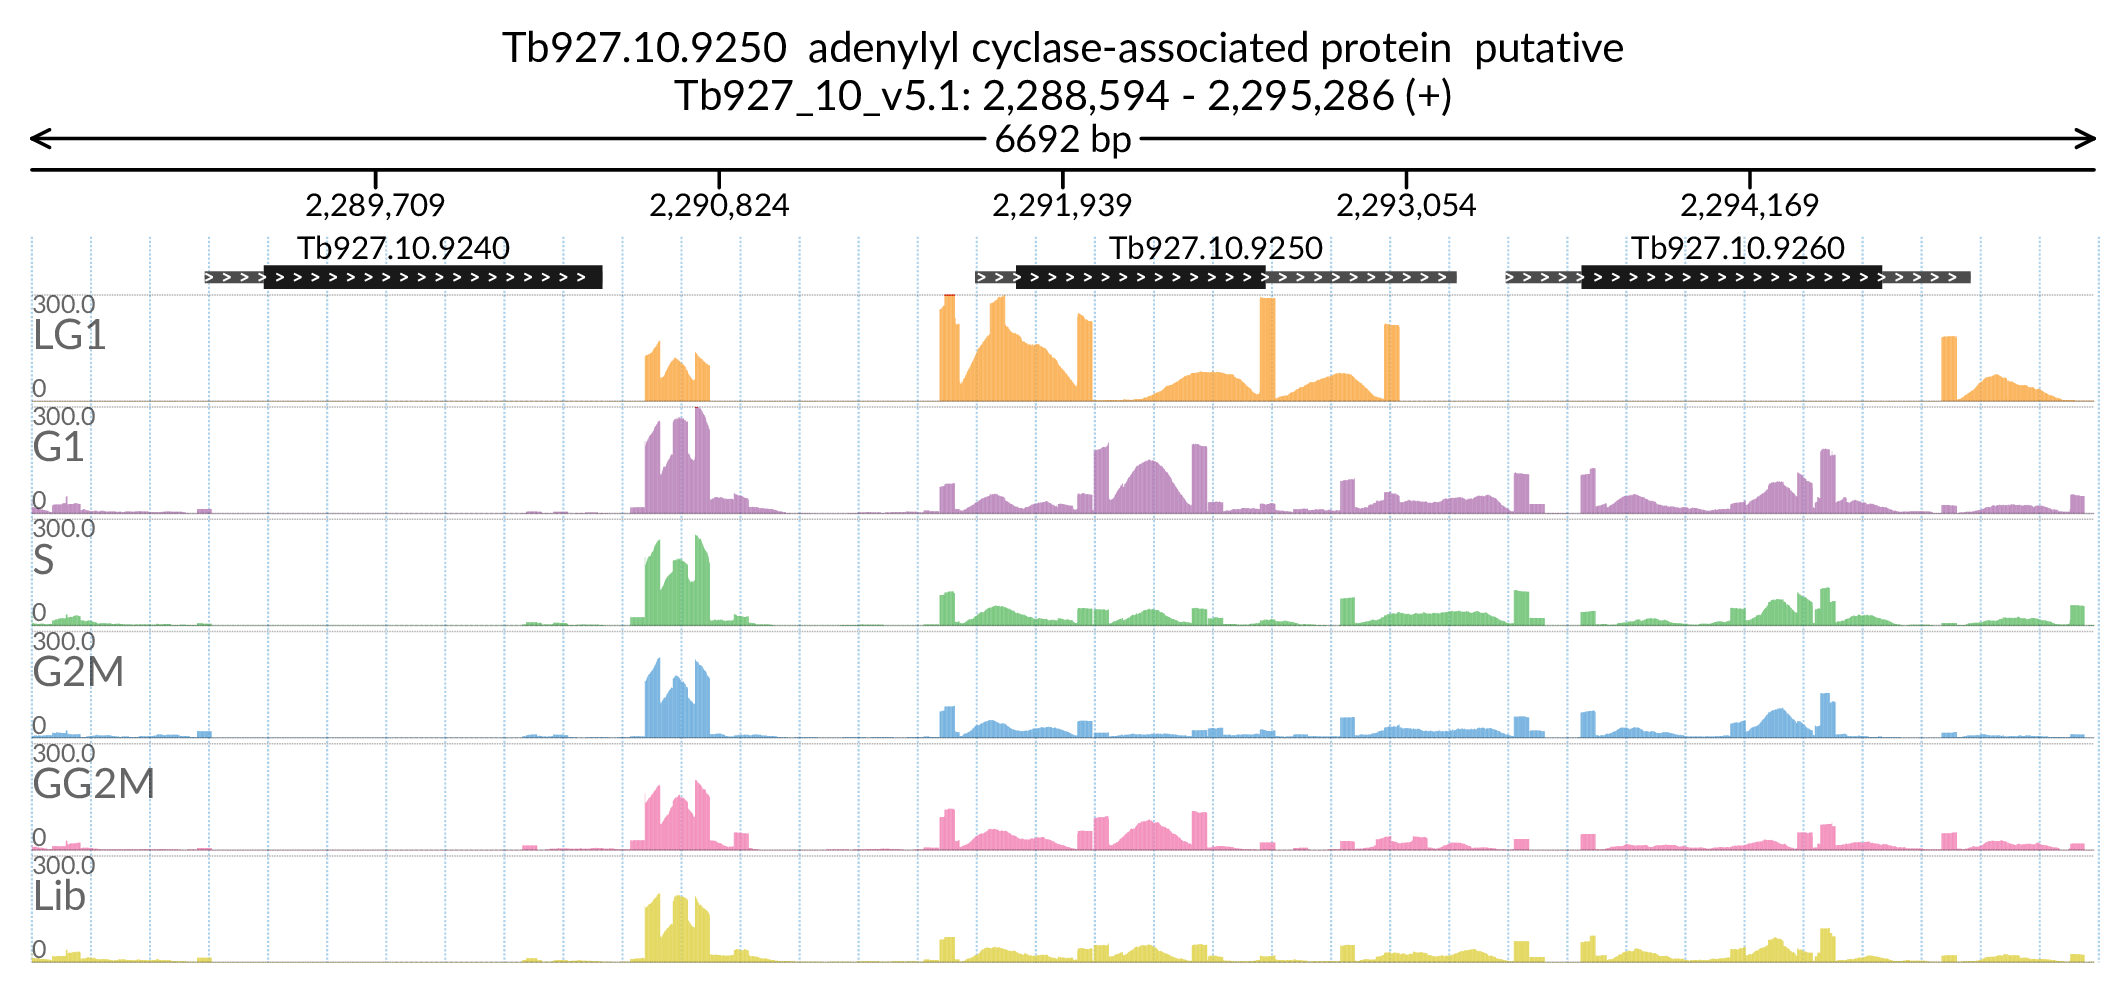 Tb927.10.9250  adenylyl cyclase-associated protein  putative
Tb927_10_v5.1: 2,288,594 - 2,295,286 (+)
6692 bp
2,289,709 2,290,824 2,291,939 2,293,054 2,294,169
Tb927.10.9240 Tb927.10.9250 Tb927.10.9260
300.0
LG1
0
300.0
G1
0
300.0
S
0
300.0
G2M
0
300.0
GG2M
0
300.0
Lib
0